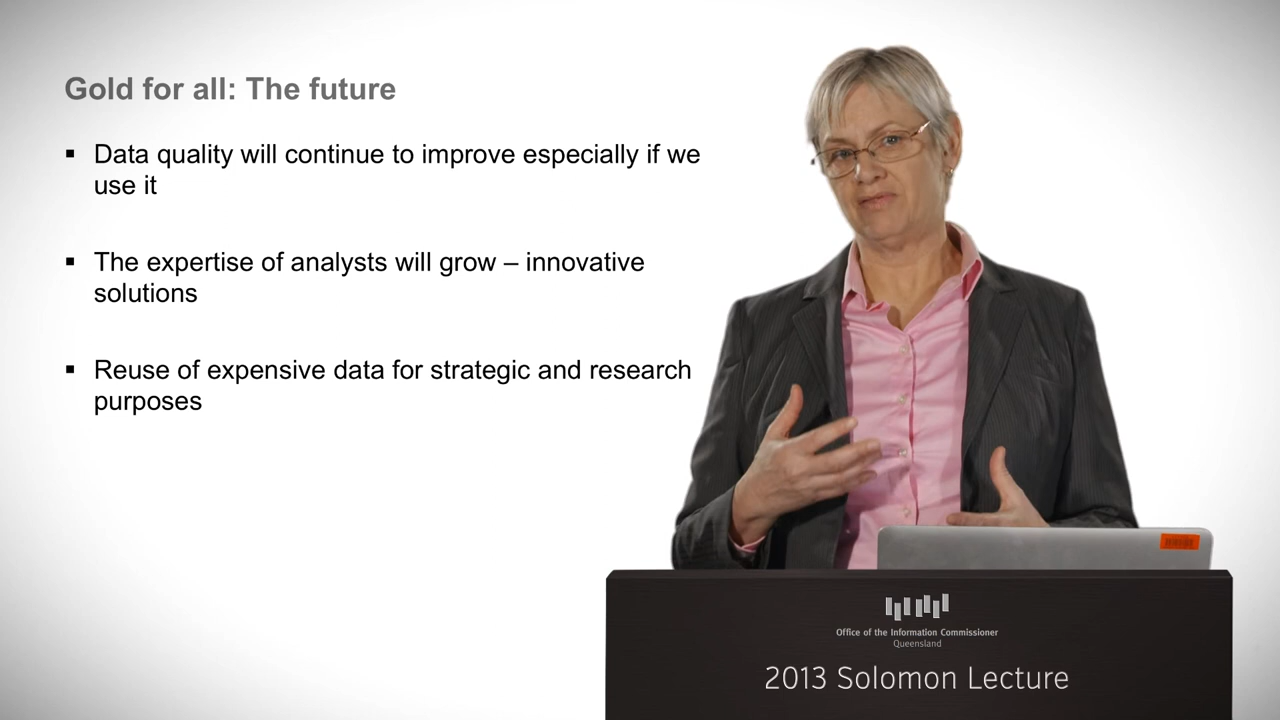 Gold for all: The future
▪ Data quality will continue to improve especially if we
use it
▪ The expertise of analysts will grow – innovative
solutions
▪ Reuse of expensive data for strategic and research
purposes
Office of the Information Commissioner
Queensland
2013 Solomon Lecture